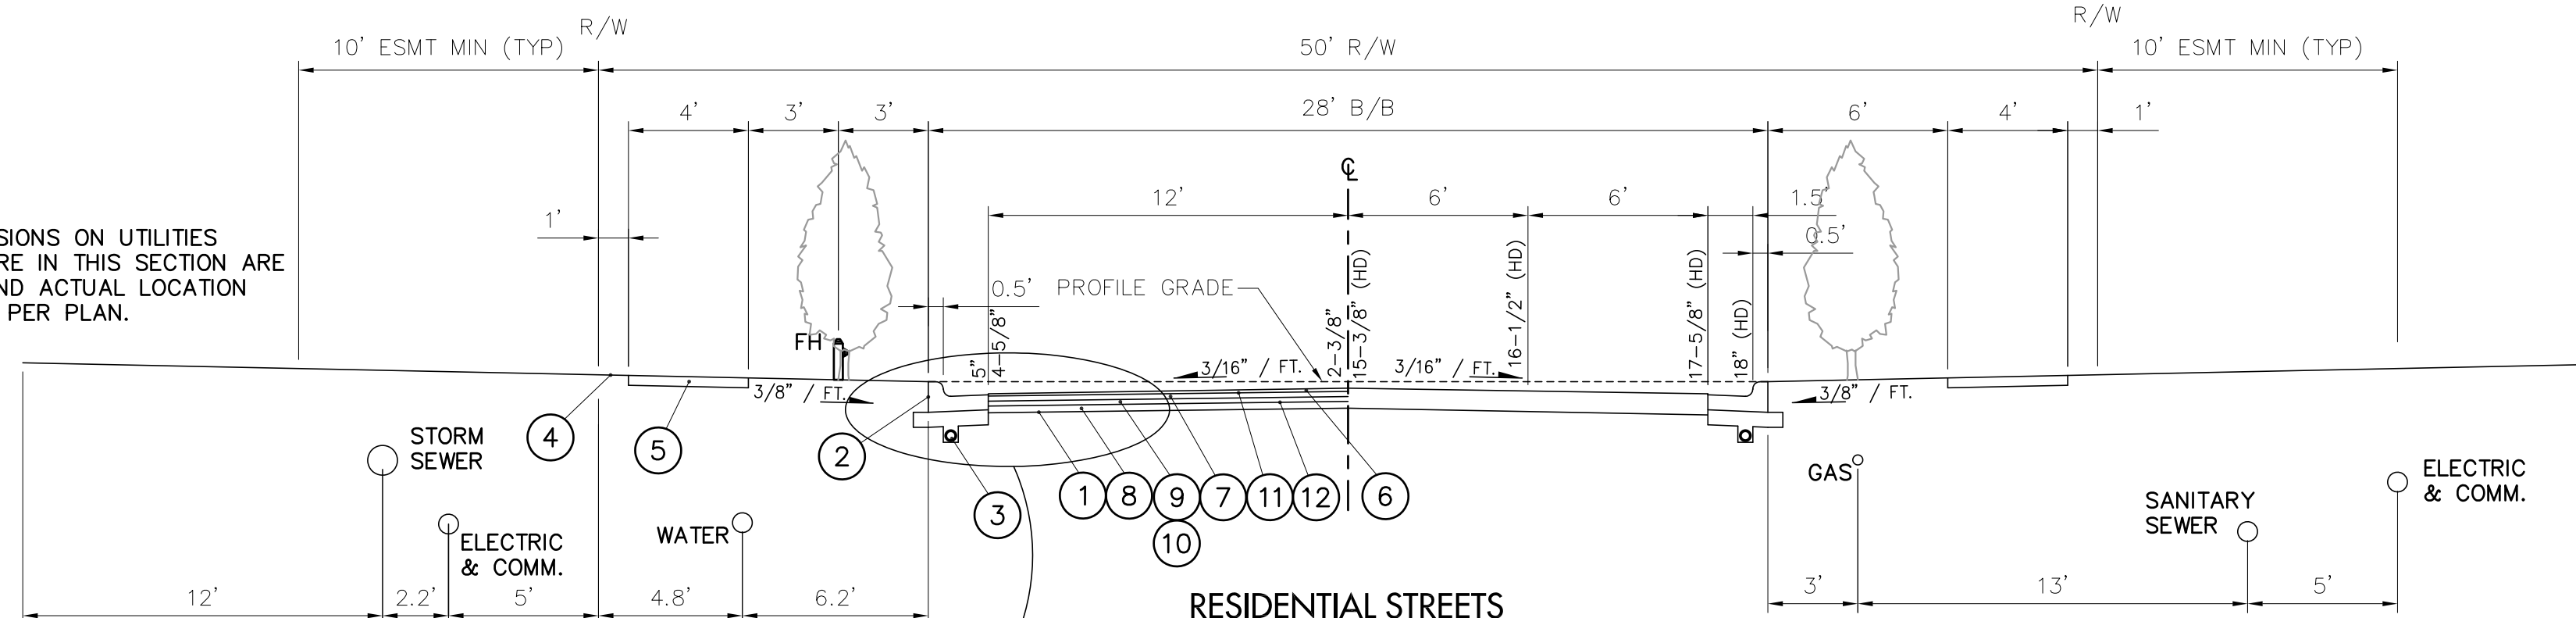 R/W
R/W
10' ESMT MIN (TYP)
50' R/W
10' ESMT MIN (TYP)
4'
3'
3'
28' B/B
6'
4'
1'
℄
12'
6'
6'
1.5'
1'
0.5'
SIONS ON UTILITIES
RE IN THIS SECTION ARE
ND ACTUAL LOCATION
PER PLAN.
0.5'
PROFILE GRADE
5"
4-5/8"
2-3/8"
15-3/8" (HD)
16-1/2" (HD)
17-5/8" (HD)
18" (HD)
FH
3/8" / FT.
3/16" / FT.
3/16" / FT.
3/8" / FT.
4
5
2
3
1
8
9
7
11
12
6
10
STORM
SEWER
ELECTRIC
& COMM.
WATER
GAS
SANITARY
SEWER
ELECTRIC
& COMM.
12'
2.2'
5'
4.8'
6.2'
RESIDENTIAL STREETS
3'
13'
5'